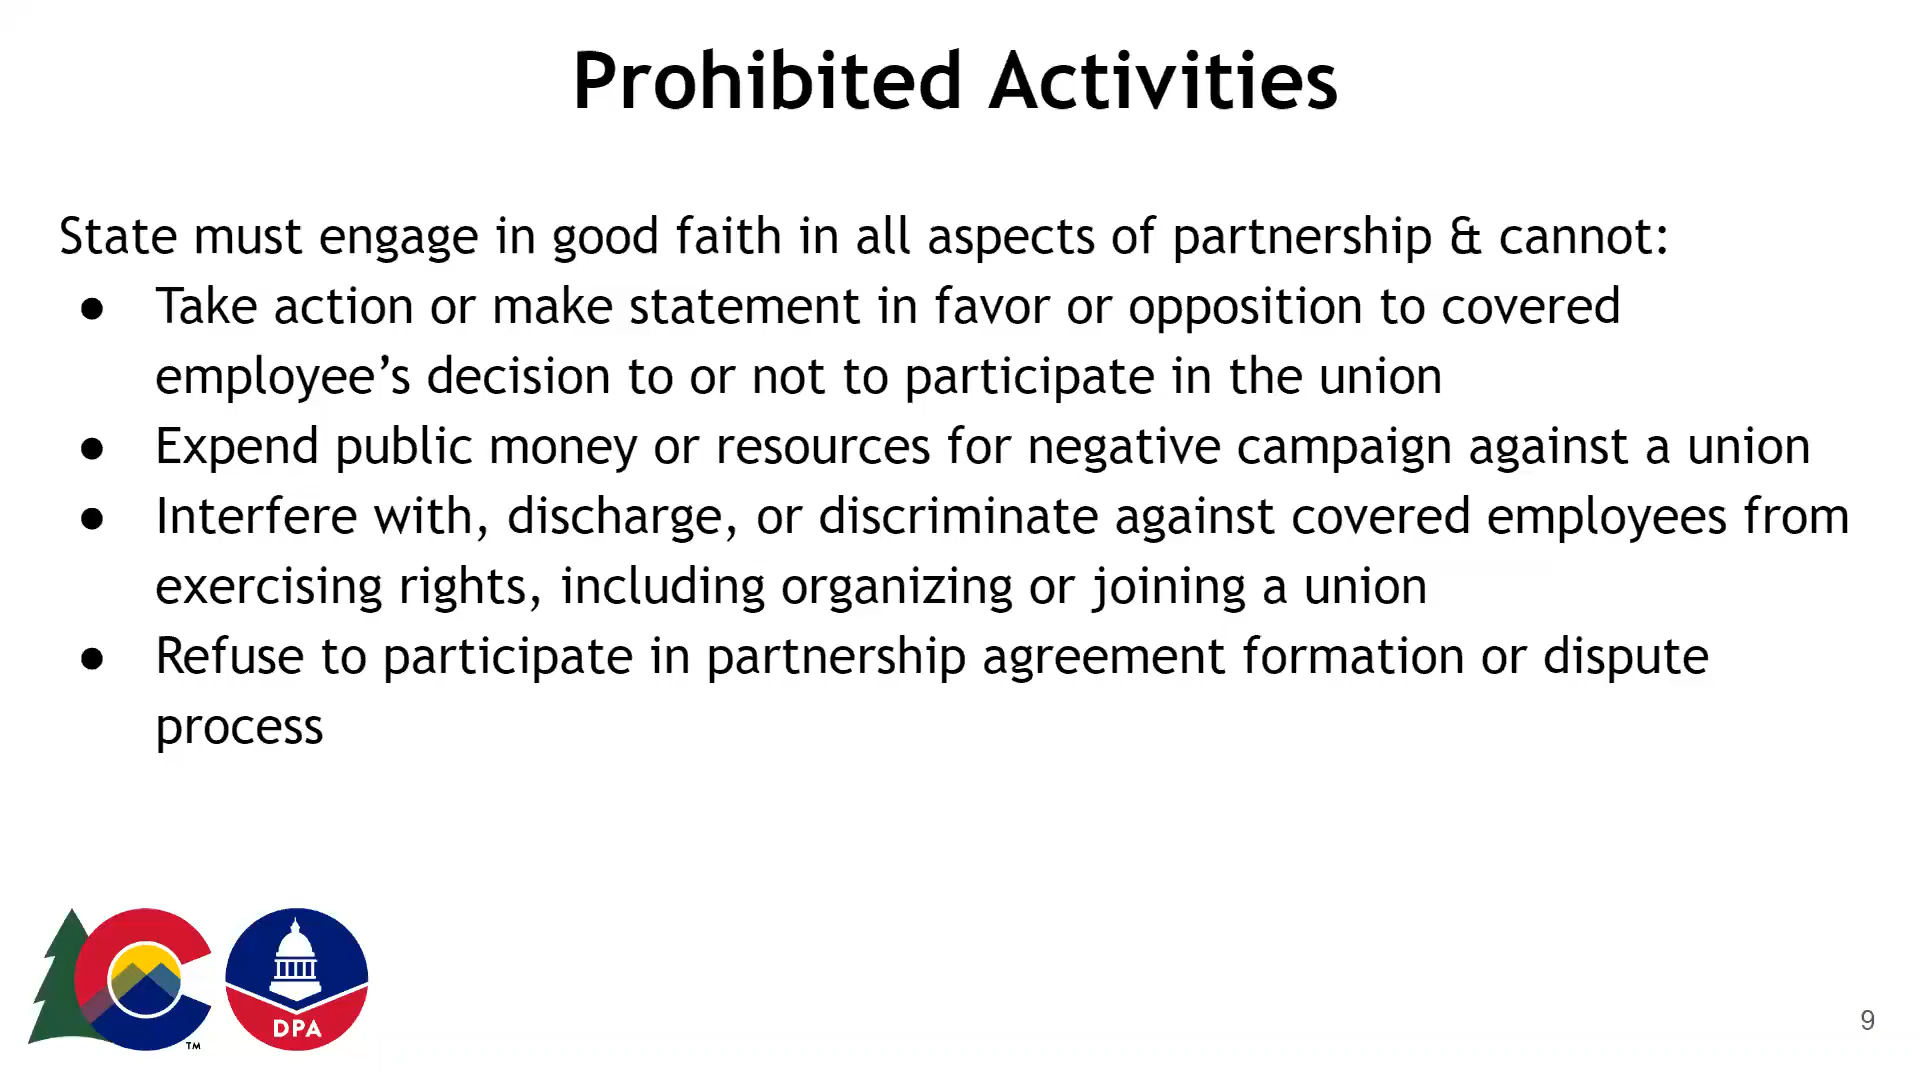 Prohibited Activities
State must engage in good faith in all aspects of partnership & cannot:
● Take action or make statement in favor or opposition to covered
employee’s decision to or not to participate in the union
● Expend public money or resources for negative campaign against a union
● Interfere with, discharge, or discriminate against covered employees from
exercising rights, including organizing or joining a union
● Refuse to participate in partnership agreement formation or dispute
process
DPA
TM
9